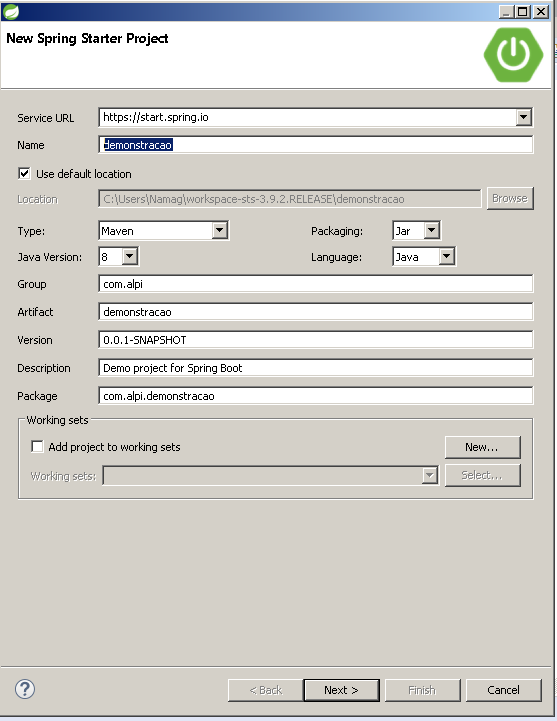 New Spring Starter Project
Service URL https://start.spring.io
Name demonstracao
Use default location
Location C:\Users\Namag\workspace-sts-3.9.2.RELEASE\demonstracao Browse
Type: Maven Packaging: Jar
Java Version: 8 Language: Java
Group com.alpi
Artifact demonstracao
Version 0.0.1-SNAPSHOT
Description Demo project for Spring Boot
Package com.alpi.demonstracao
Working sets
Add project to working sets New...
Working sets: Select...
? < Back Next > Finish Cancel